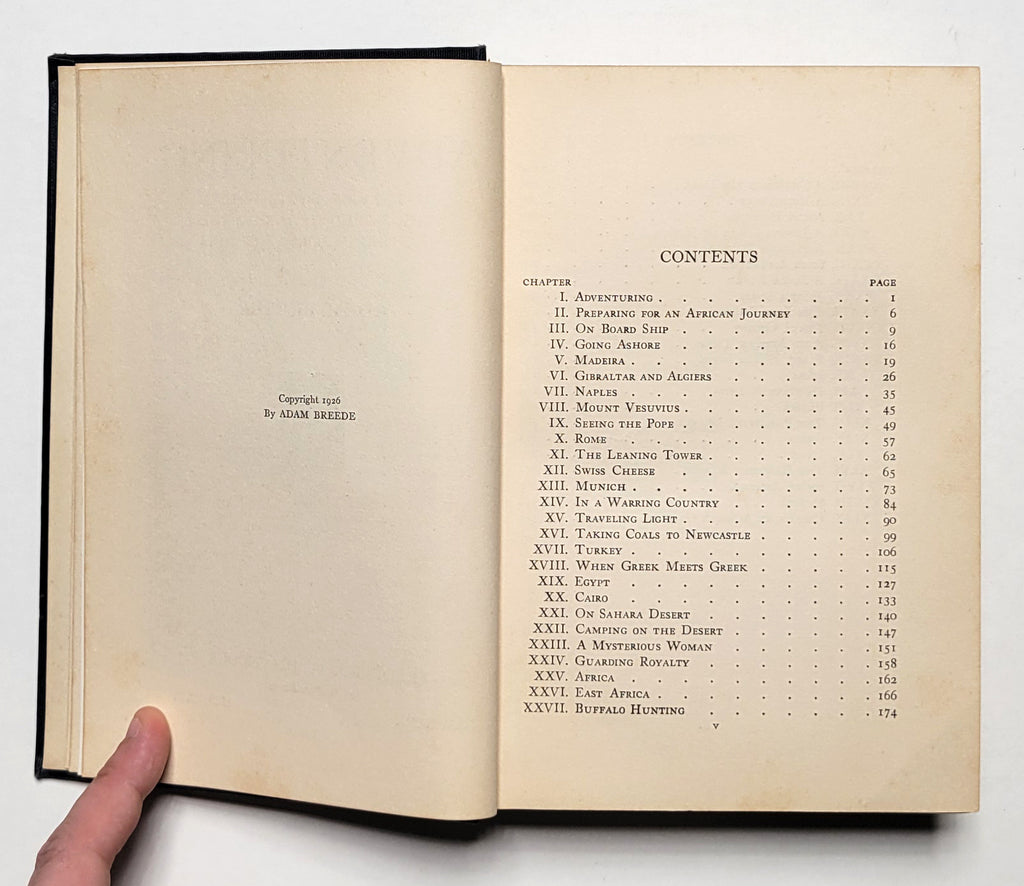 Copyright 1926
By ADAM BREEDE
CONTENTS
CHAPTER PAGE
I. Adventuring . . . . . . . . . 1
II. Preparing for an African Journey . . . 6
III. On Board Ship . . . . . . . . 9
IV. Going Ashore . . . . . . . . 16
V. Madeira . . . . . . . . . . 19
VI. Gibraltar and Algiers . . . . . . 26
VII. Naples . . . . . . . . . . 35
VIII. Mount Vesuvius . . . . . . . . 45
IX. Seeing the Pope . . . . . . . . 49
X. Rome . . . . . . . . . . 57
XI. The Leaning Tower . . . . . . . 62
XII. Swiss Cheese . . . . . . . . 65
XIII. Munich . . . . . . . . . . 73
XIV. In a Warring Country . . . . . . 84
XV. Traveling Light . . . . . . . . 90
XVI. Taking Coals to Newcastle . . . . . 99
XVII. Turkey . . . . . . . . . . 106
XVIII. When Greek Meets Greek . . . . . 115
XIX. Egypt . . . . . . . . . . 127
XX. Cairo . . . . . . . . . . 133
XXI. On Sahara Desert . . . . . . . 140
XXII. Camping on the Desert . . . . . . 147
XXIII. A Mysterious Woman . . . . . . 151
XXIV. Guarding Royalty . . . . . . . 158
XXV. Africa . . . . . . . . . . 162
XXVI. East Africa . . . . . . . . . 166
XXVII. Buffalo Hunting . . . . . . . 174
v